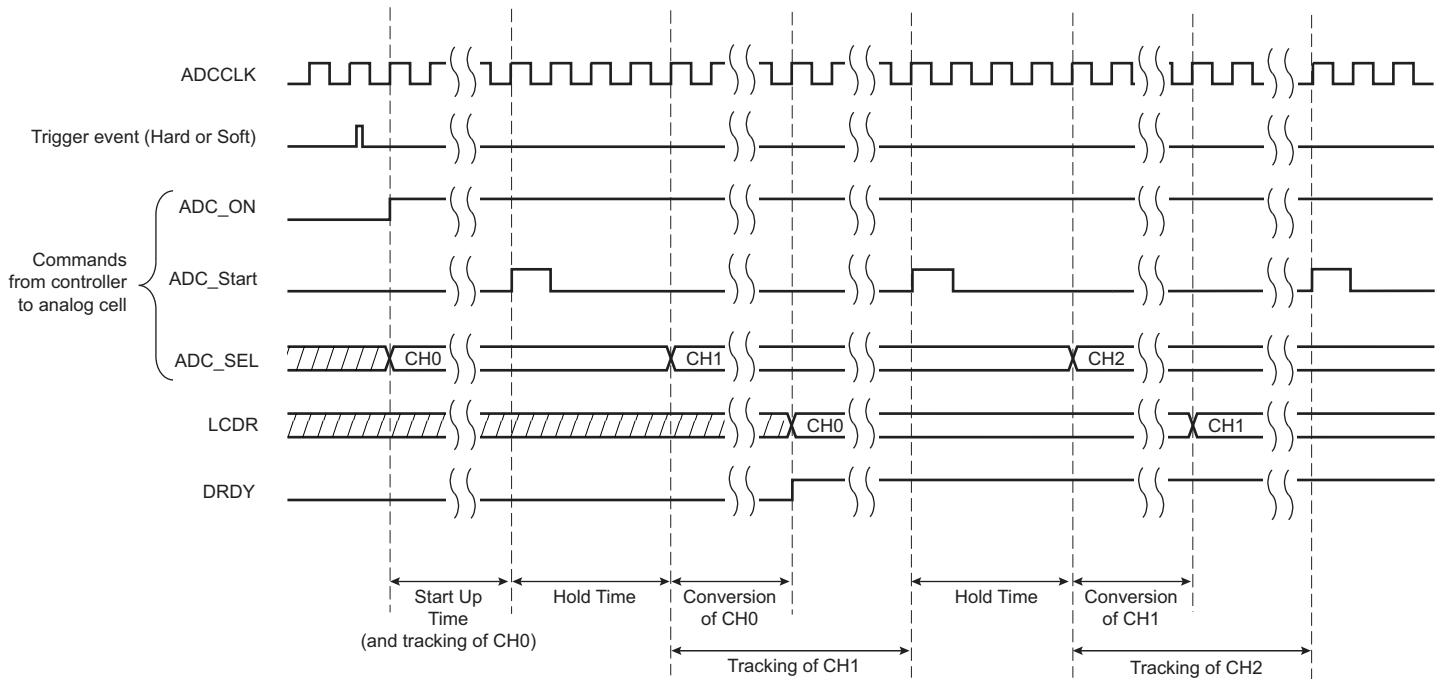 ADCCLK
Trigger event (Hard or Soft)
ADC_ON
Commands
from controller
to analog cell
ADC_Start
ADC_SEL
CH0
CH1
CH2
LCDR
CH0
CH1
DRDY
Start Up
Time
(and tracking of CH0)
Hold Time
Conversion
of CH0
Hold Time
Conversion
of CH1
Tracking of CH1
Tracking of CH2